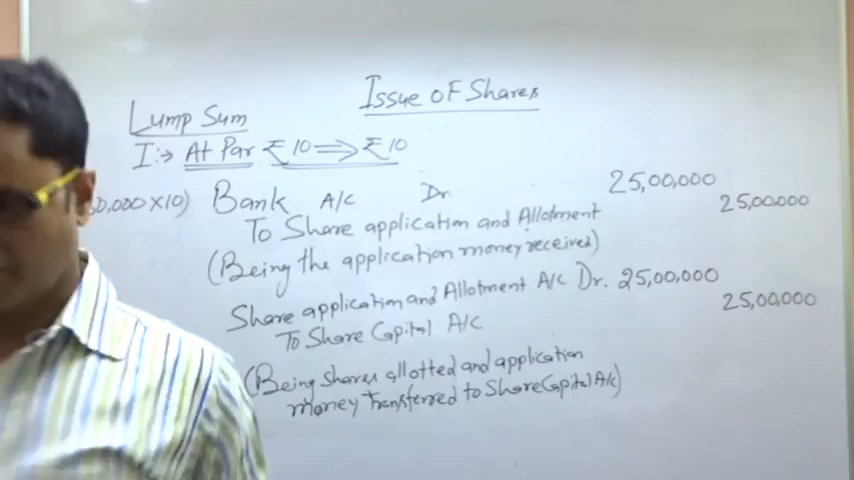 Issue OF Shares
Lump Sum
I:→ At Par ₹10 ⟹ ₹10
0,000 X 10) Bank A/C Dr. 25,00,000
To Share application and Allotment 25,00,000
(Being the application money received)
Share application and Allotment A/C Dr. 25,00,000
To Share Capital A/C 25,00,000
(Being shares allotted and application
money Transferred to Share Capital A/c)